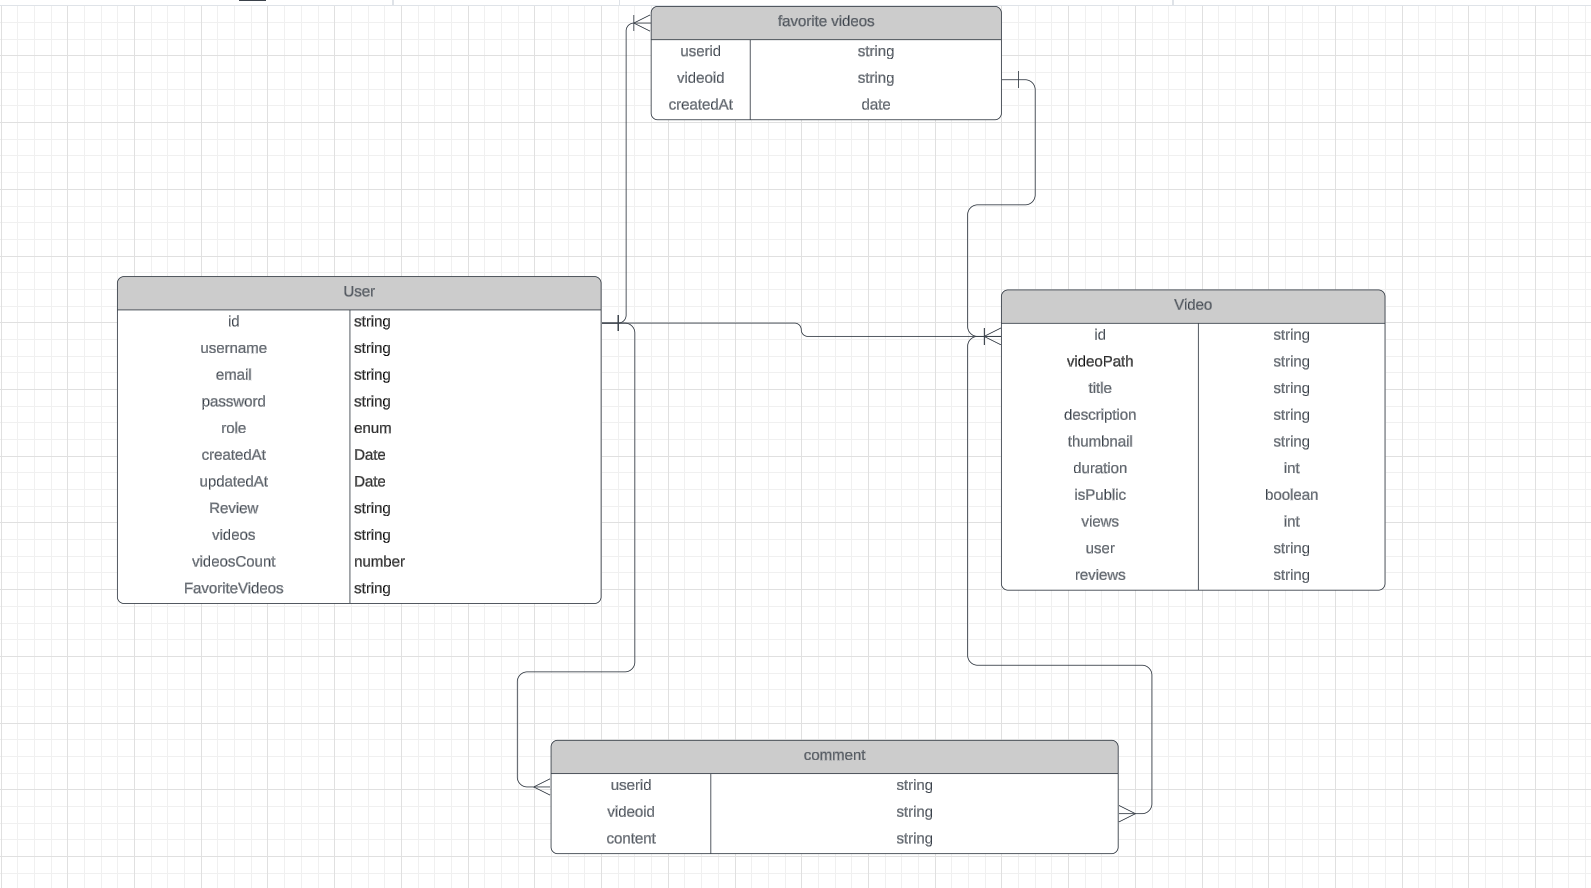 favorite videos
userid string
videoid string
createdAt date
User
id string
username string
email string
password string
role enum
createdAt Date
updatedAt Date
Review string
videos string
videosCount number
FavoriteVideos string
Video
id string
videoPath string
title string
description string
thumbnail string
duration int
isPublic boolean
views int
user string
reviews string
comment
userid string
videoid string
content string